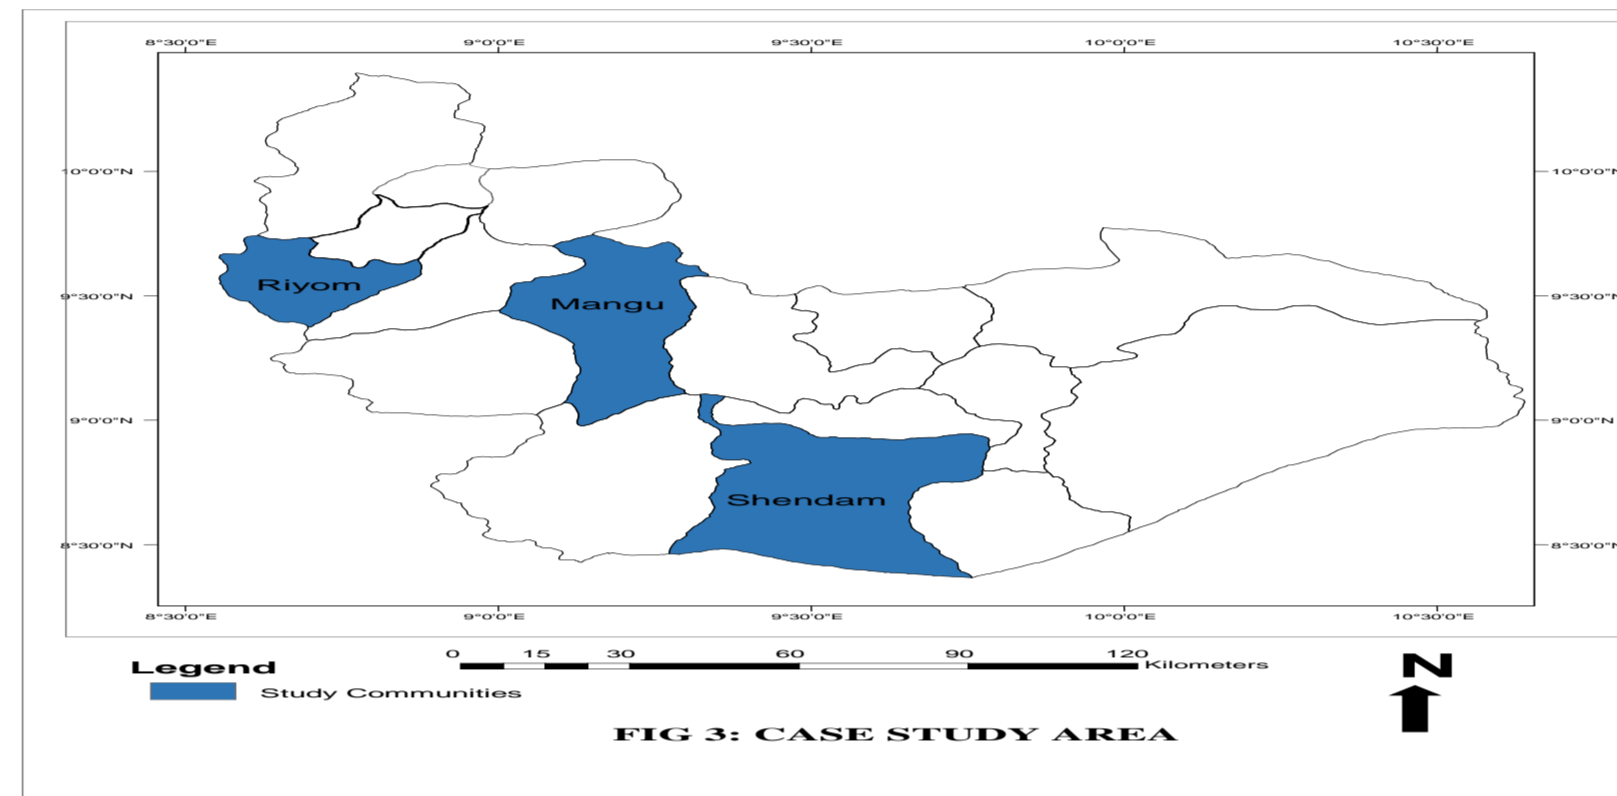 8°30'0"E 9°0'0"E 9°30'0"E 10°0'0"E 10°30'0"E
10°0'0"N 10°0'0"N
Riyom
9°30'0"N Mangu 9°30'0"N
9°0'0"N 9°0'0"N
Shendam
8°30'0"N 8°30'0"N
8°30'0"E 9°0'0"E 9°30'0"E 10°0'0"E 10°30'0"E
0 15 30 60 90 120
Legend Kilometers N
Study Communities
FIG 3: CASE STUDY AREA